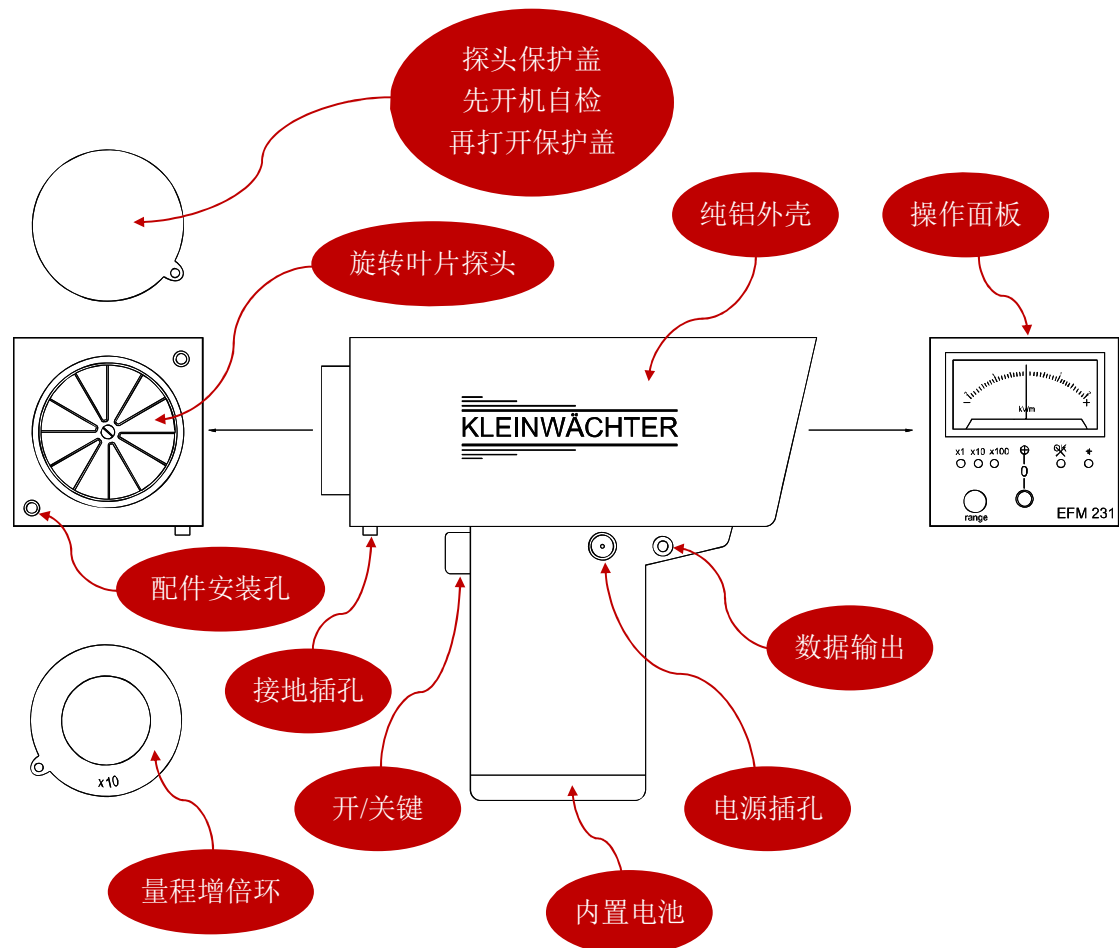 探头保护盖
先开机自检
再打开保护盖
纯铝外壳
操作面板
旋转叶片探头
KLEINWÄCHTER
- +
kV/m
x1 x10 x100
0
range
EFM 231
配件安装孔
接地插孔
数据输出
x10
开/关键
电源插孔
量程增倍环
内置电池